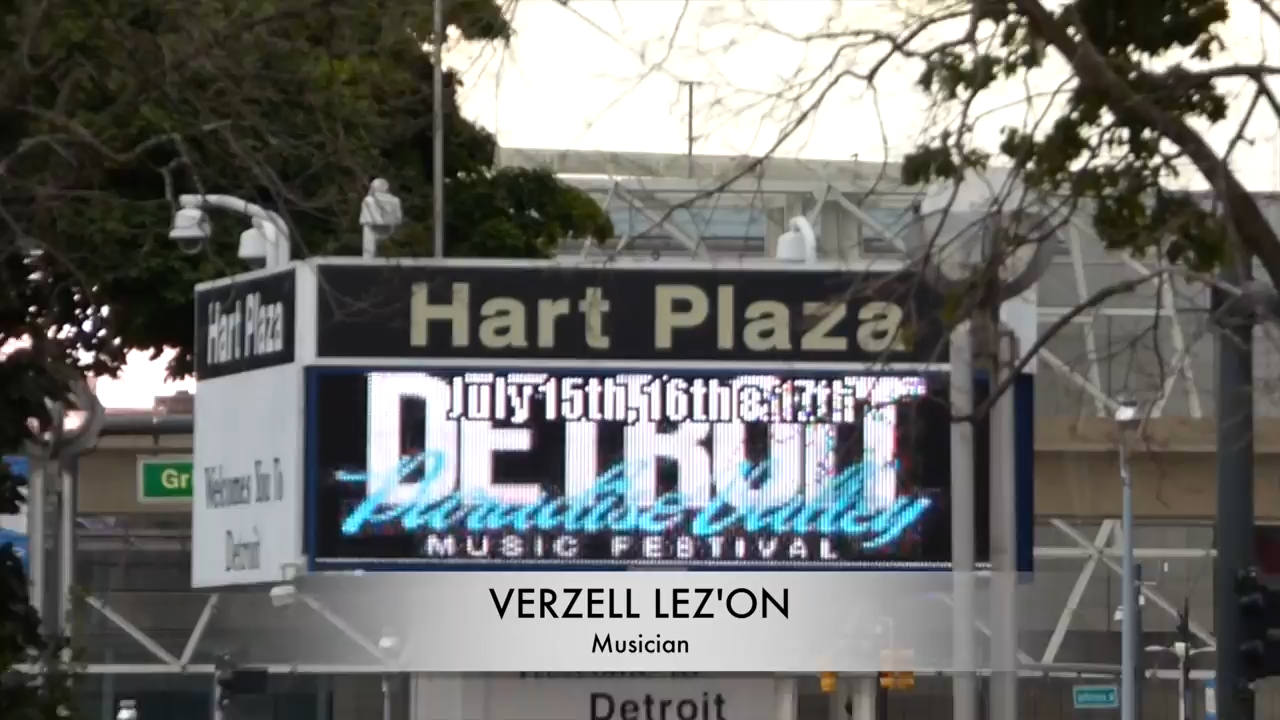 Hart Plaza
Hart Plaza
July 15th, 16th & 17th
DETROIT
Paradise Valley
MUSIC FESTIVAL
Welcomes You To
Detroit
Gr
VERZELL LEZ'ON
Musician
Detroit